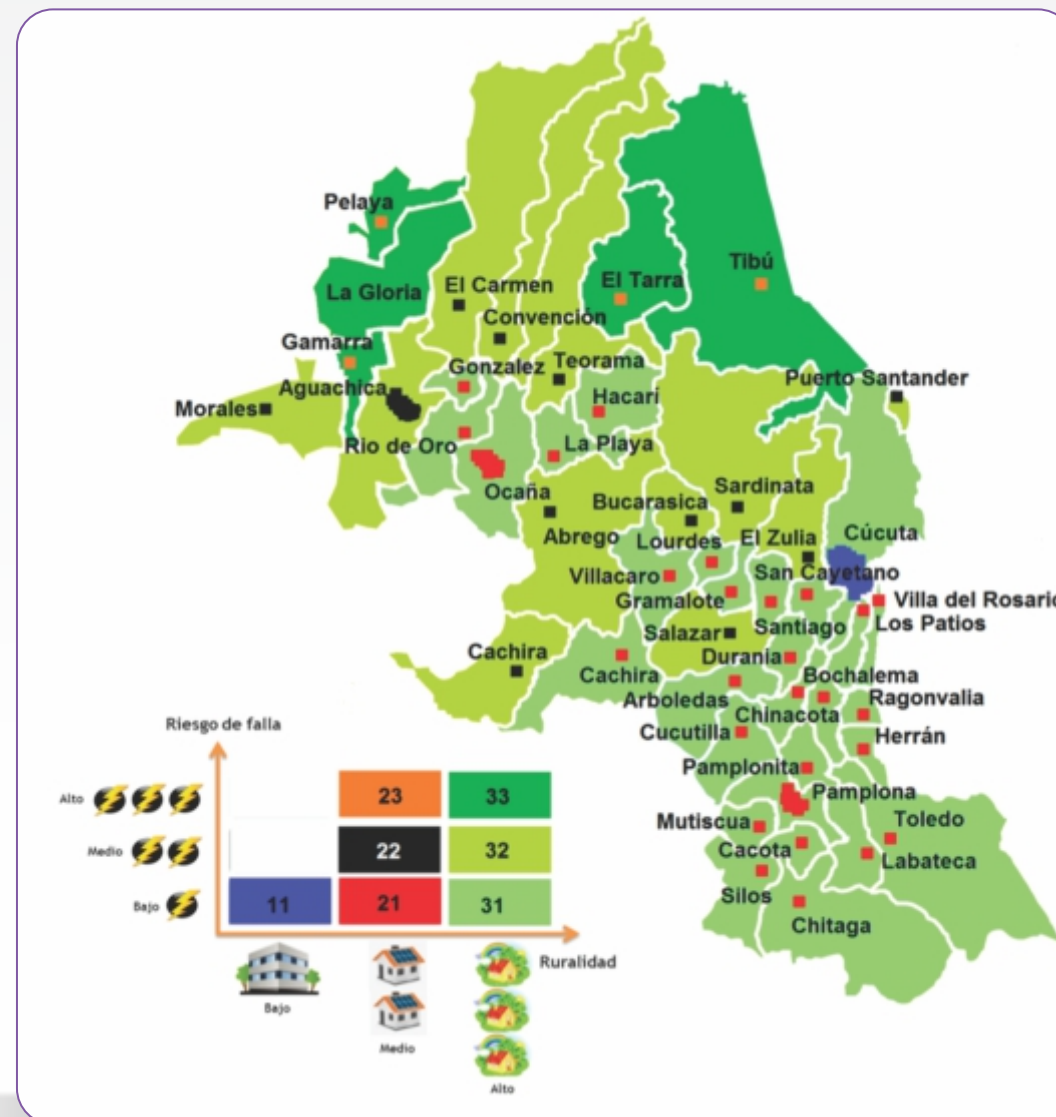 Pelaya
Tibú
El Tarra
El Carmen
La Gloria
Convención
Gamarra
Teorama
Gonzalez
Puerto Santander
Aguachica
Hacarí
Morales
Rio de Oro
La Playa
Ocaña
Sardinata
Bucarasica
Abrego
Lourdes
El Zulia
Cúcuta
Villacaro
San Cayetano
Gramalote
Villa del Rosario
Salazar
Santiago
Los Patios
Cachira
Durania
Cachira
Bochalema
Arboledas
Ragonvalia
Chinacota
Cucutilla
Herrán
Pamplonita
Pamplona
Mutiscua
Toledo
Cacota
Labateca
Silos
Chitaga
Riesgo de falla
Alto
23
33
Medio
22
32
Bajo
11
21
31
Ruralidad
Bajo
Medio
Alto